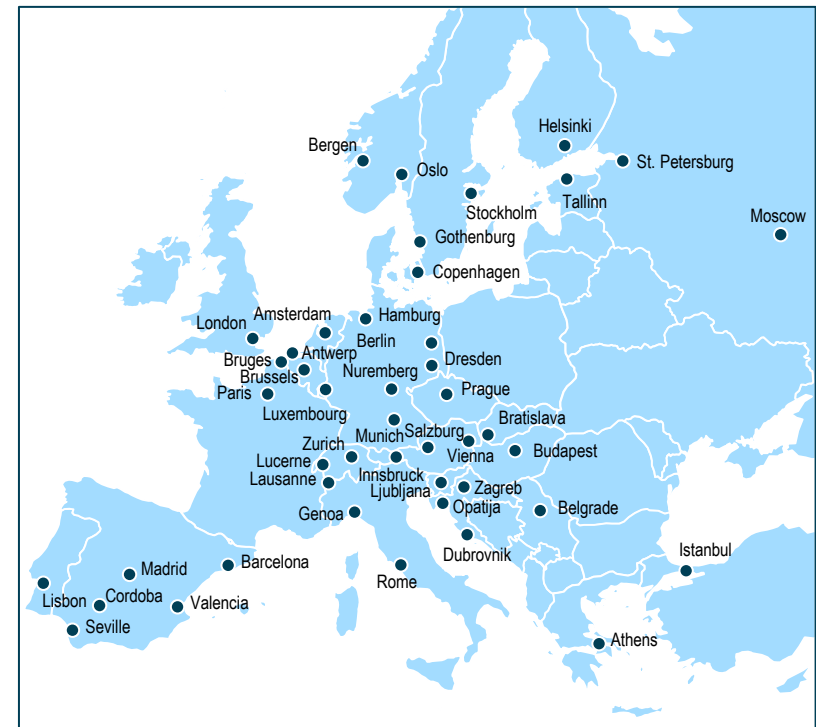 Helsinki
Bergen
St. Petersburg
Oslo
Tallinn
Stockholm
Moscow
Gothenburg
Copenhagen
Amsterdam
Hamburg
London
Berlin
Antwerp
Bruges
Dresden
Brussels
Nuremberg
Paris
Prague
Luxembourg
Bratislava
Salzburg
Munich
Zurich
Vienna
Budapest
Lucerne
Innsbruck
Lausanne
Ljubljana
Zagreb
Opatija
Belgrade
Genoa
Dubrovnik
Istanbul
Barcelona
Madrid
Rome
Lisbon
Cordoba
Valencia
Seville
Athens